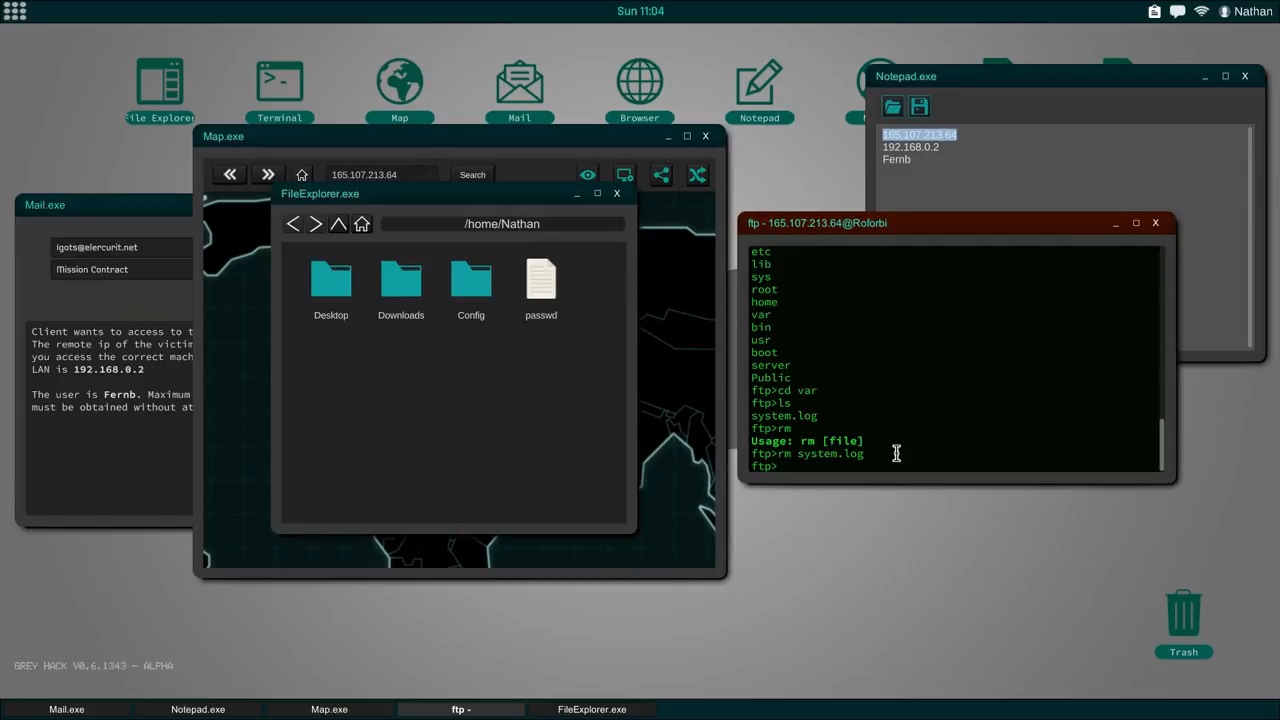 Sun 11:04
Nathan
File Explorer
Terminal
Map
Mail
Browser
Notepad
Notepad.exe
165.107.213.64
192.168.0.2
Fernb
Map.exe
165.107.213.64
Search
Mail.exe
lgots@elercurit.net
Mission Contract
Client wants to access to t
The remote ip of the victim
you access the correct mach
LAN is 192.168.0.2
The user is Fernb. Maximum
must be obtained without at
FileExplorer.exe
/home/Nathan
Desktop
Downloads
Config
passwd
ftp - 165.107.213.64@Roforbi
etc
lib
sys
root
home
var
bin
usr
boot
server
Public
ftp>cd var
ftp>ls
system.log
ftp>rm
Usage: rm [file]
ftp>rm system.log
ftp>
Trash
GREY HACK V0.6.1343 - ALPHA
Mail.exe
Notepad.exe
Map.exe
ftp -
FileExplorer.exe